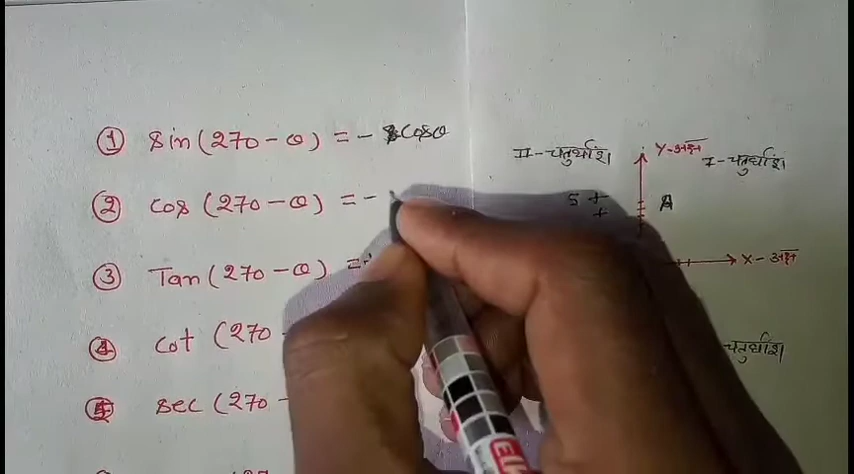 ① sin(270-θ) = - cosθ
② cos(270-θ) = -
③ Tan(270-θ) =
④ cot(270
⑤ sec(270-
II-चतुर्थांश
Y-अक्ष
I-चतुर्थांश
S +
+
A
X-अक्ष
चतुर्थांश